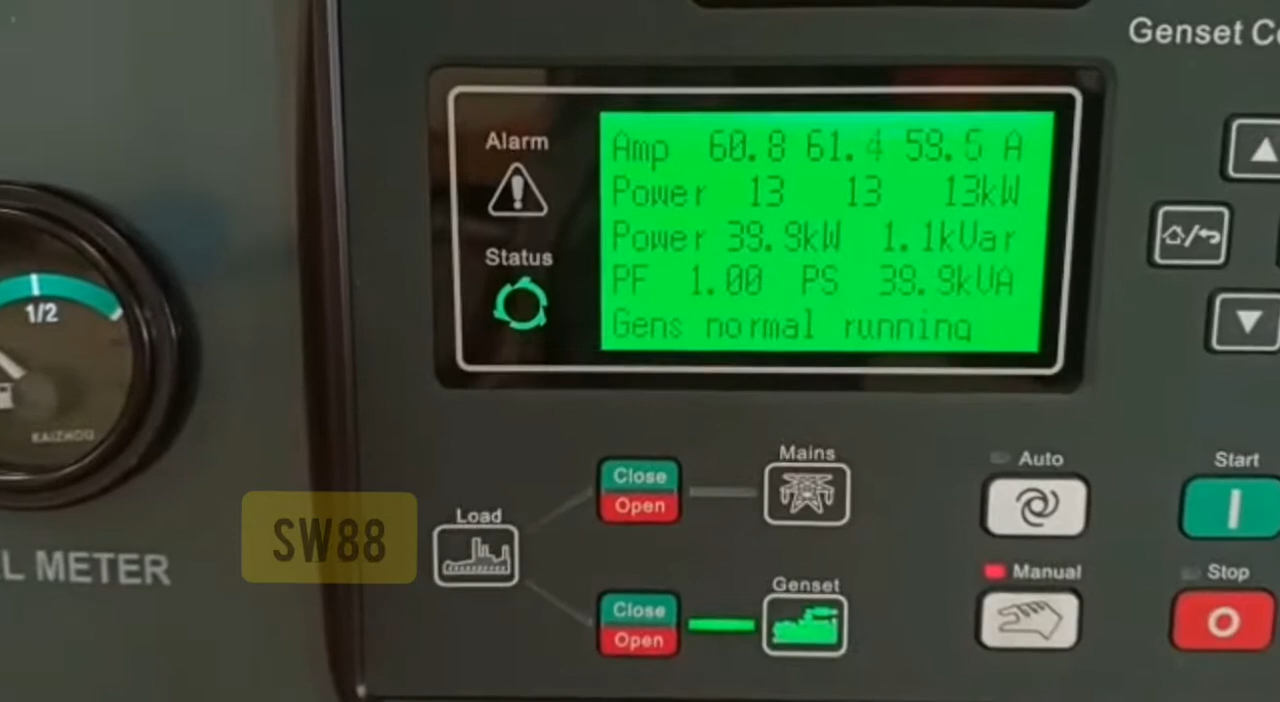 Genset Co
Alarm
Status
Amp 60.8 61.4 59.5 A
Power 13 13 13kW
Power 39.9kW 1.1kVar
PF 1.00 PS 39.9kVA
Gens normal running
1/2
KAIZHOU
L METER
SW88
Load
Close
Open
Mains
Close
Open
Genset
Auto
Start
Manual
Stop